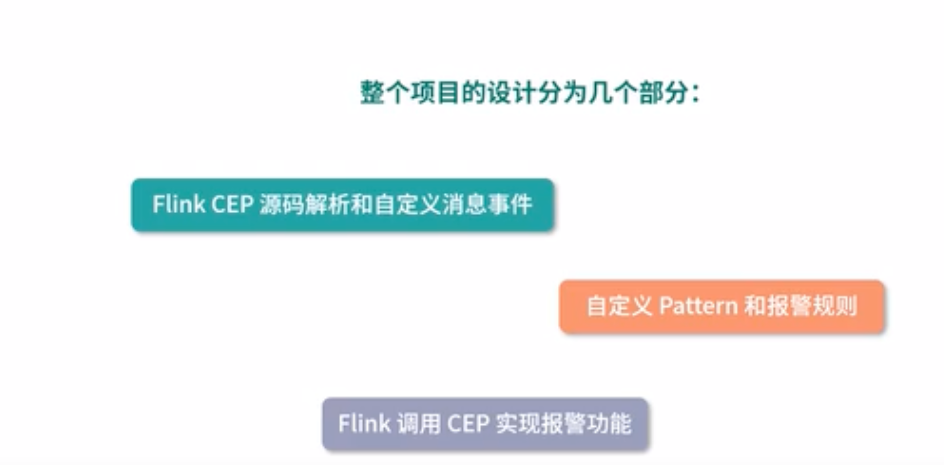 整个项目的设计分为几个部分：
Flink CEP 源码解析和自定义消息事件
自定义 Pattern 和报警规则
Flink 调用 CEP 实现报警功能